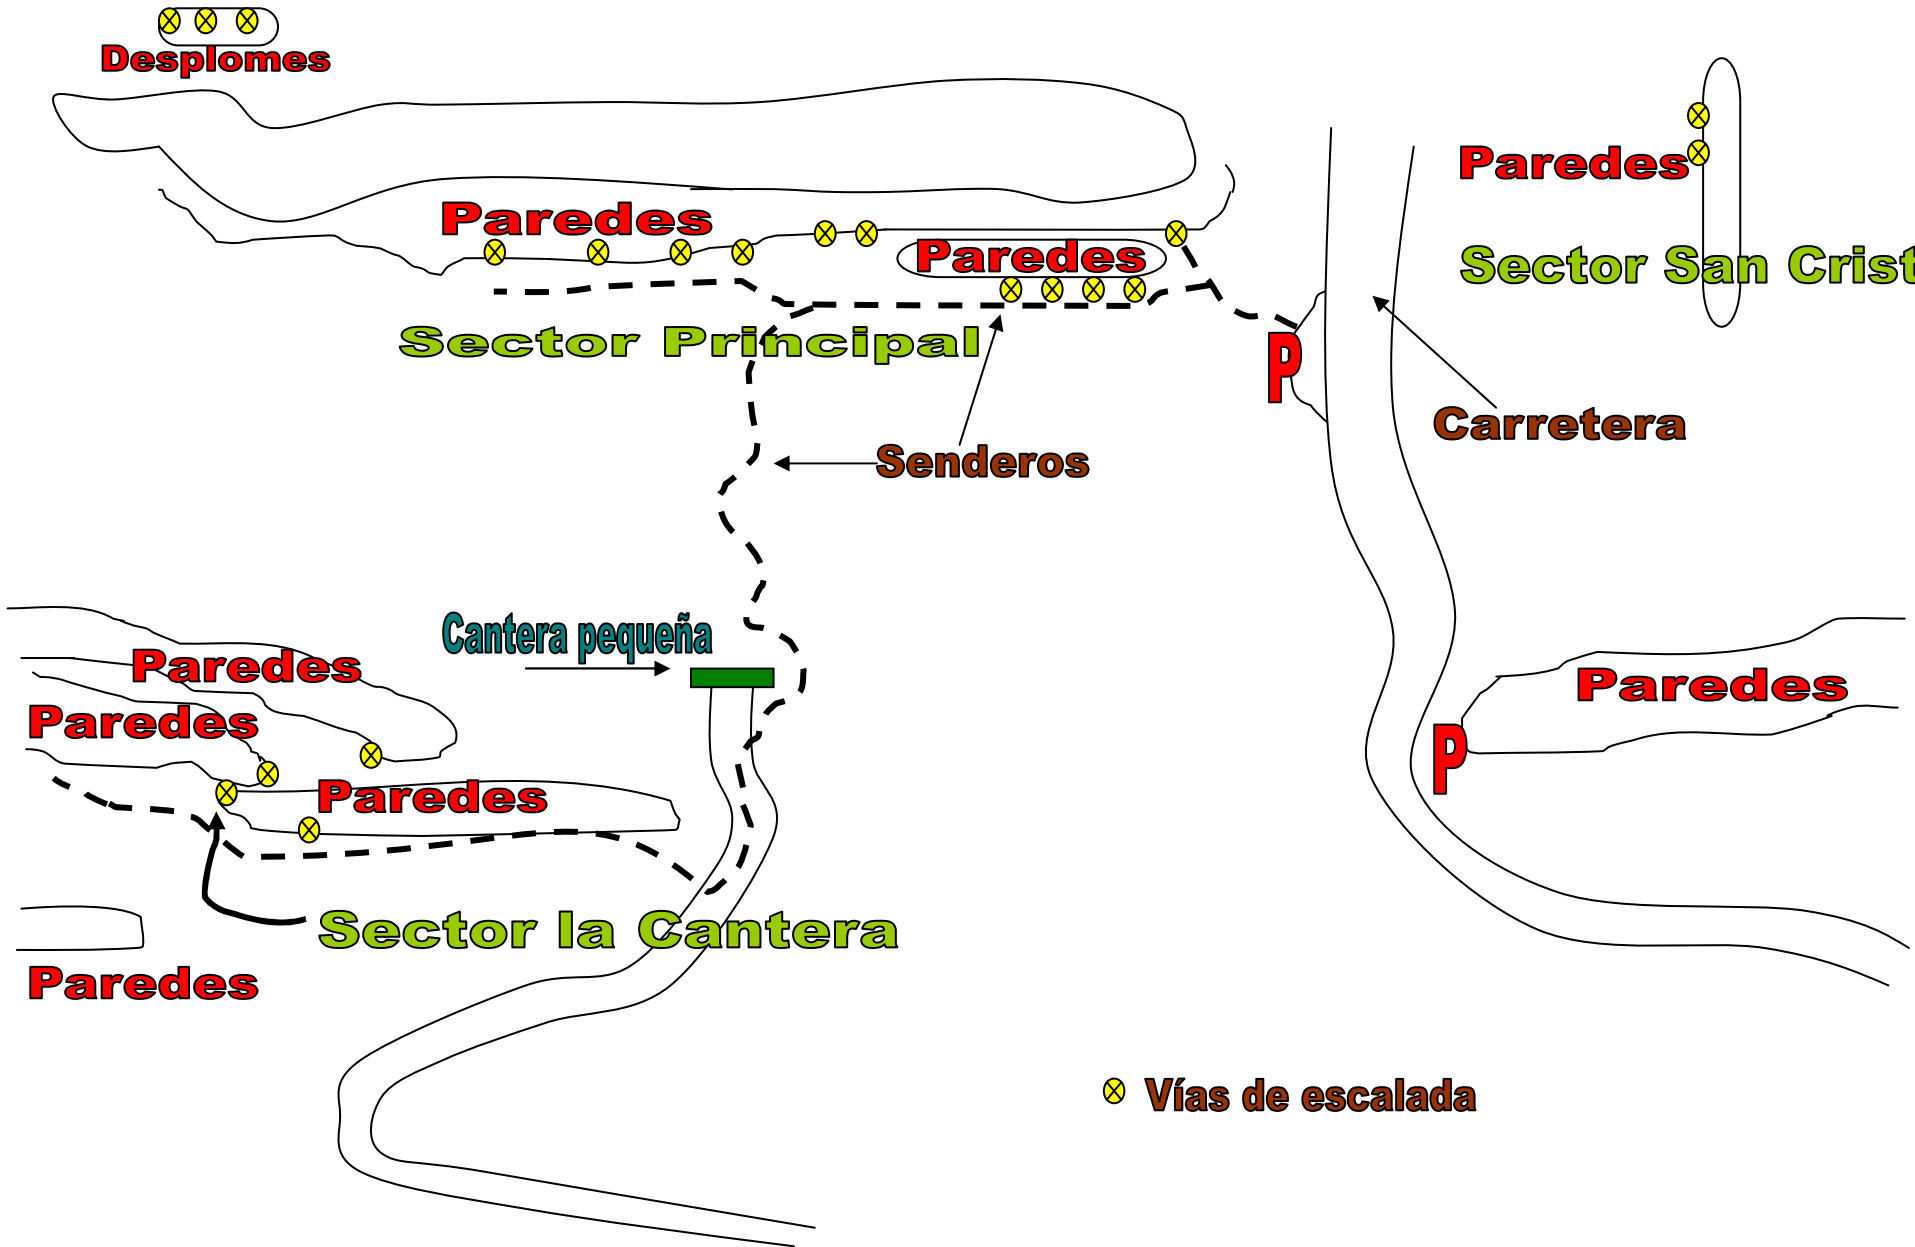 Desplomes
Paredes
Paredes
Paredes
Sector San Crist
Sector Principal
P
Carretera
Senderos
Cantera pequeña
Paredes
Paredes
Paredes
P
Paredes
Sector la Cantera
Paredes
Vías de escalada